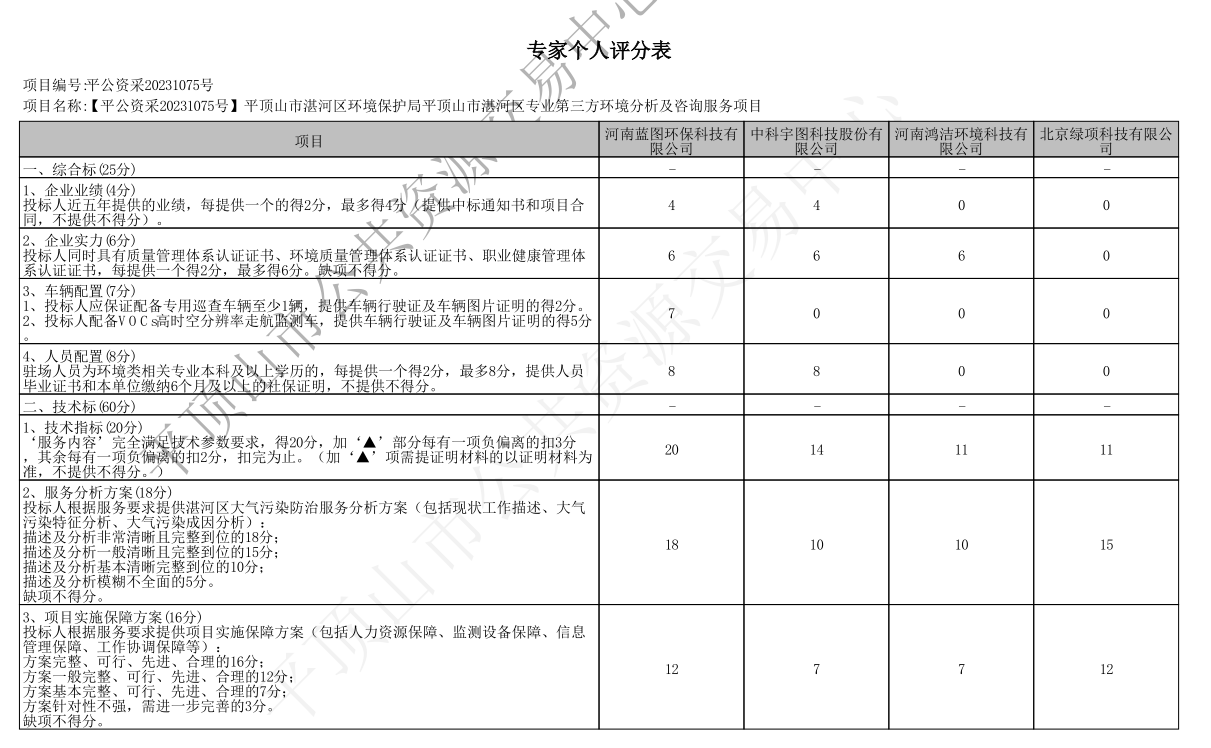 专家个人评分表
项目编号:平公资采20231075号
项目名称:【平公资采20231075号】平顶山市湛河区环境保护局平顶山市湛河区专业第三方环境分析及咨询服务项目
项目
河南蓝图环保科技有
限公司
中科宇图科技股份有
限公司
河南鸿洁环境科技有
限公司
北京绿项科技有限公
司
一、综合标(25分)
-
-
-
-
1、企业业绩(4分)
投标人近五年提供的业绩，每提供一个的得2分，最多得4分（提供中标通知书和项目合
同，不提供不得分）。
4
4
0
0
2、企业实力(6分)
投标人同时具有质量管理体系认证证书、环境质量管理体系认证证书、职业健康管理体
系认证证书，每提供一个得2分，最多得6分。缺项不得分。
6
6
6
0
3、车辆配置(7分)
1、投标人应保证配备专用巡查车辆至少1辆，提供车辆行驶证及车辆图片证明的得2分。
2、投标人配备VOCs高时空分辨率走航监测车，提供车辆行驶证及车辆图片证明的得5分
。
7
0
0
0
4、人员配置(8分)
驻场人员为环境类相关专业本科及以上学历的，每提供一个得2分，最多8分，提供人员
毕业证书和本单位缴纳6个月及以上的社保证明，不提供不得分。
8
8
0
0
二、技术标(60分)
-
-
-
-
1、技术指标(20分)
‘服务内容’完全满足技术参数要求，得20分，加‘▲’部分每有一项负偏离的扣3分
，其余每有一项负偏离的扣2分，扣完为止。（加‘▲’项需提证明材料的以证明材料为
准，不提供不得分。）
20
14
11
11
2、服务分析方案(18分)
投标人根据服务要求提供湛河区大气污染防治服务分析方案（包括现状工作描述、大气
污染特征分析、大气污染成因分析）；
描述及分析非常清晰且完整到位的18分；
描述及分析一般清晰且完整到位的15分；
描述及分析基本清晰完整到位的10分；
描述及分析模糊不全面的5分。
缺项不得分。
18
10
10
15
3、项目实施保障方案(16分)
投标人根据服务要求提供项目实施保障方案（包括人力资源保障、监测设备保障、信息
管理保障、工作协调保障等）：
方案完整、可行、先进、合理的16分；
方案一般完整、可行、先进、合理的12分；
方案基本完整、可行、先进、合理的7分；
方案针对性不强，需进一步完善的3分。
缺项不得分。
12
7
7
12
平顶山市公共资源交易中心
平顶山市公共资源交易中心